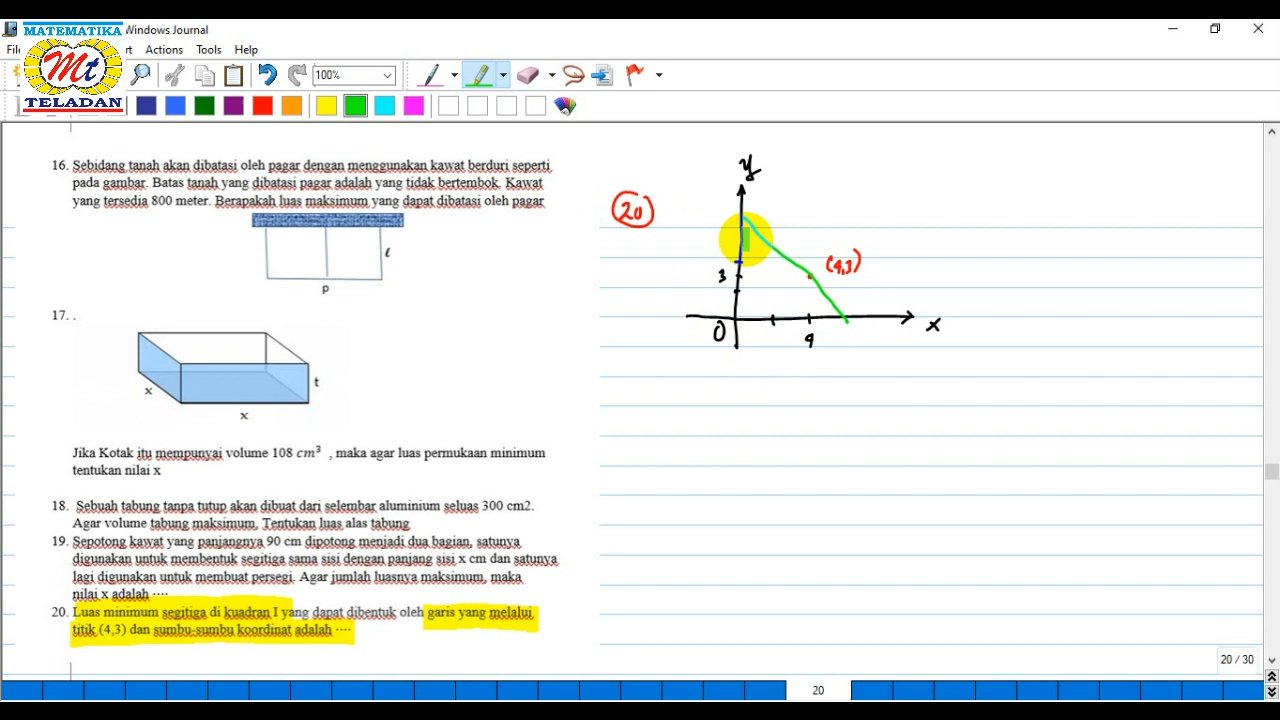 MATEMATIKA
Mt
TELADAN
Windows Journal
Actions Tools Help
100%
16. Sebidang tanah akan dibatasi oleh pagar dengan menggunakan kawat berduri seperti
pada gambar. Batas tanah yang dibatasi pagar adalah yang tidak bertembok. Kawat
yang tersedia 800 meter. Berapakah luas maksimum yang dapat dibatasi oleh pagar
ℓ
p
17. .
t
x
x
Jika Kotak itu mempunyai volume 108 cm³ , maka agar luas permukaan minimum
tentukan nilai x
18. Sebuah tabung tanpa tutup akan dibuat dari selembar aluminium seluas 300 cm2.
Agar volume tabung maksimum, Tentukan luas alas tabung
19. Sepotong kawat yang panjangnya 90 cm dipotong menjadi dua bagian, satunya
digunakan untuk membentuk segitiga sama sisi dengan panjang sisi x cm dan satunya
lagi digunakan untuk membuat persegi. Agar jumlah luasnya maksimum, maka
nilai x adalah ....
20. Luas minimum segitiga di kuadran I yang dapat dibentuk oleh garis yang melalui
titik (4,3) dan sumbu-sumbu koordinat adalah ....
20
y
(4,3)
3
0
4
x
20 / 30
20